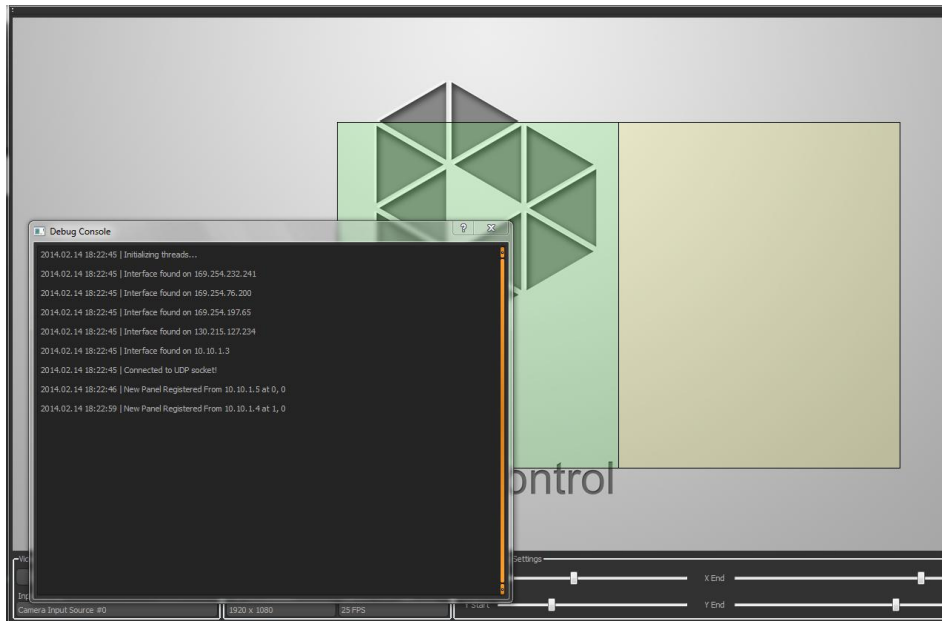 Debug Console
2014.02.14 18:22:45 | Initializing threads...
2014.02.14 18:22:45 | Interface found on 169.254.232.241
2014.02.14 18:22:45 | Interface found on 169.254.76.200
2014.02.14 18:22:45 | Interface found on 169.254.197.65
2014.02.14 18:22:45 | Interface found on 130.215.127.234
2014.02.14 18:22:45 | Interface found on 10.10.1.3
2014.02.14 18:22:45 | Connected to UDP socket!
2014.02.14 18:22:46 | New Panel Registered From 10.10.1.5 at 0, 0
2014.02.14 18:22:59 | New Panel Registered From 10.10.1.4 at 1, 0
ontrol
Settings
X End
Camera Input Source #0
1920 x 1080
25 FPS
Y Start
Y End